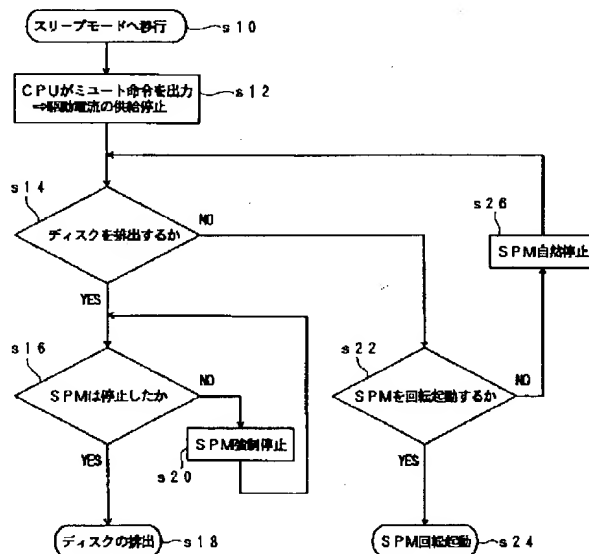 スリープモードへ移行
s10
CPUがミュート命令を出力
⇒駆動電流の供給停止
s12
s14
ディスクを排出するか
NO
YES
s26
SPM自然停止
s16
SPMは停止したか
NO
YES
SPM強制停止
s20
s22
SPMを回転起動するか
NO
YES
ディスクの排出
s18
SPM回転起動
s24